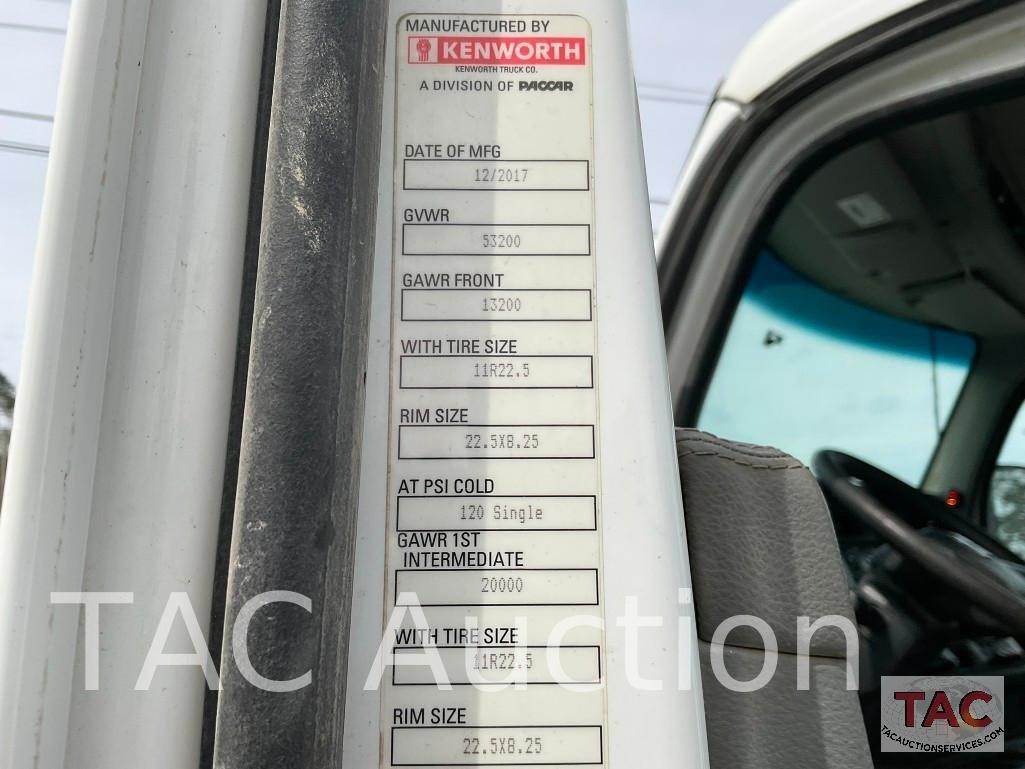 MANUFACTURED BY
KENWORTH
KENWORTH TRUCK CO.
A DIVISION OF PACCAR
DATE OF MFG
12/2017
GVWR
53200
GAWR FRONT
13200
WITH TIRE SIZE
11R22.5
RIM SIZE
22.5X8.25
AT PSI COLD
120 Single
GAWR 1ST
INTERMEDIATE
20000
WITH TIRE SIZE
11R22.5
RIM SIZE
22.5X8.25
TAC Auction
TAC
TACAUCTIONSERVICES.COM